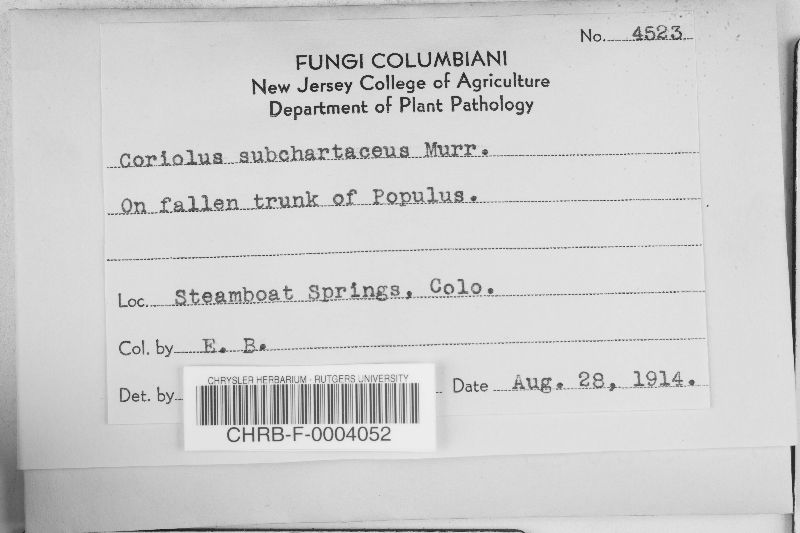 No. 4523
FUNGI COLUMBIANI
New Jersey College of Agriculture
Department of Plant Pathology
Coriolus subchartaceus Murr.
On fallen trunk of Populus.
Loc. Steamboat Springs, Colo.
Col. by E. B.
Det. by
Date Aug. 28, 1914.
CHRYSLER HERBARIUM - RUTGERS UNIVERSITY
CHRB-F-0004052